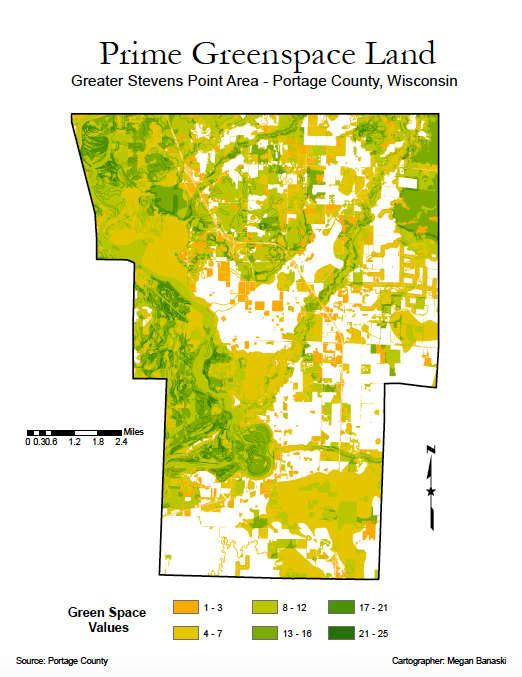 Prime Greenspace Land
Greater Stevens Point Area - Portage County, Wisconsin
Miles
0 0.30.6 1.2 1.8 2.4
N
Green Space
Values
1 - 3
8 - 12
17 - 21
4 - 7
13 - 16
21 - 25
Source: Portage County
Cartographer: Megan Banaski